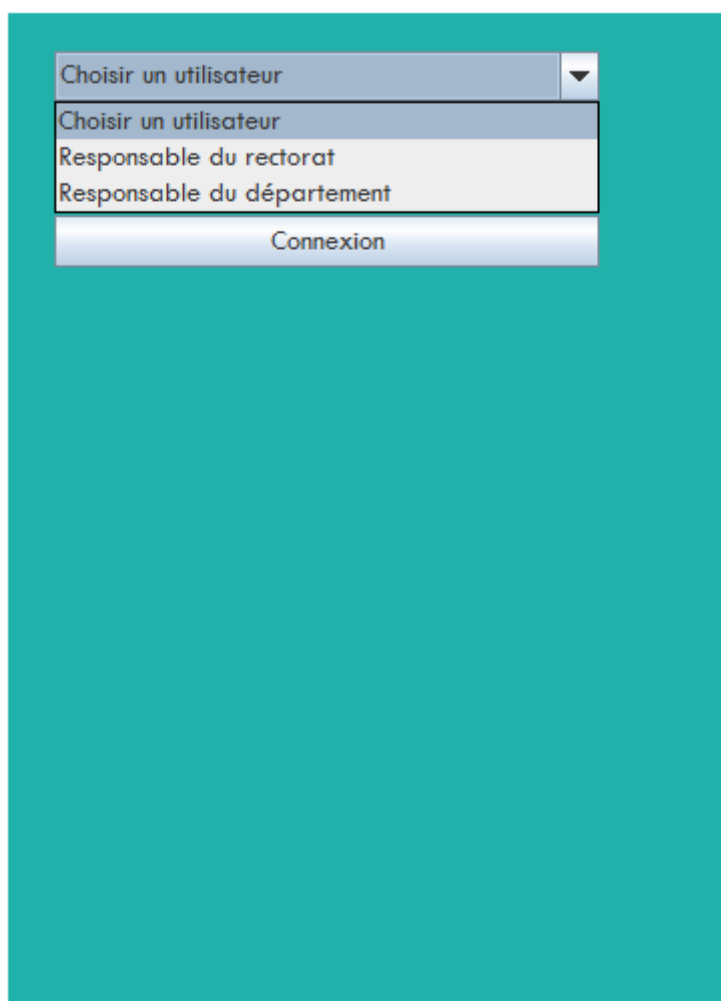 Choisir un utilisateur
Choisir un utilisateur
Responsable du rectorat
Responsable du département
Connexion